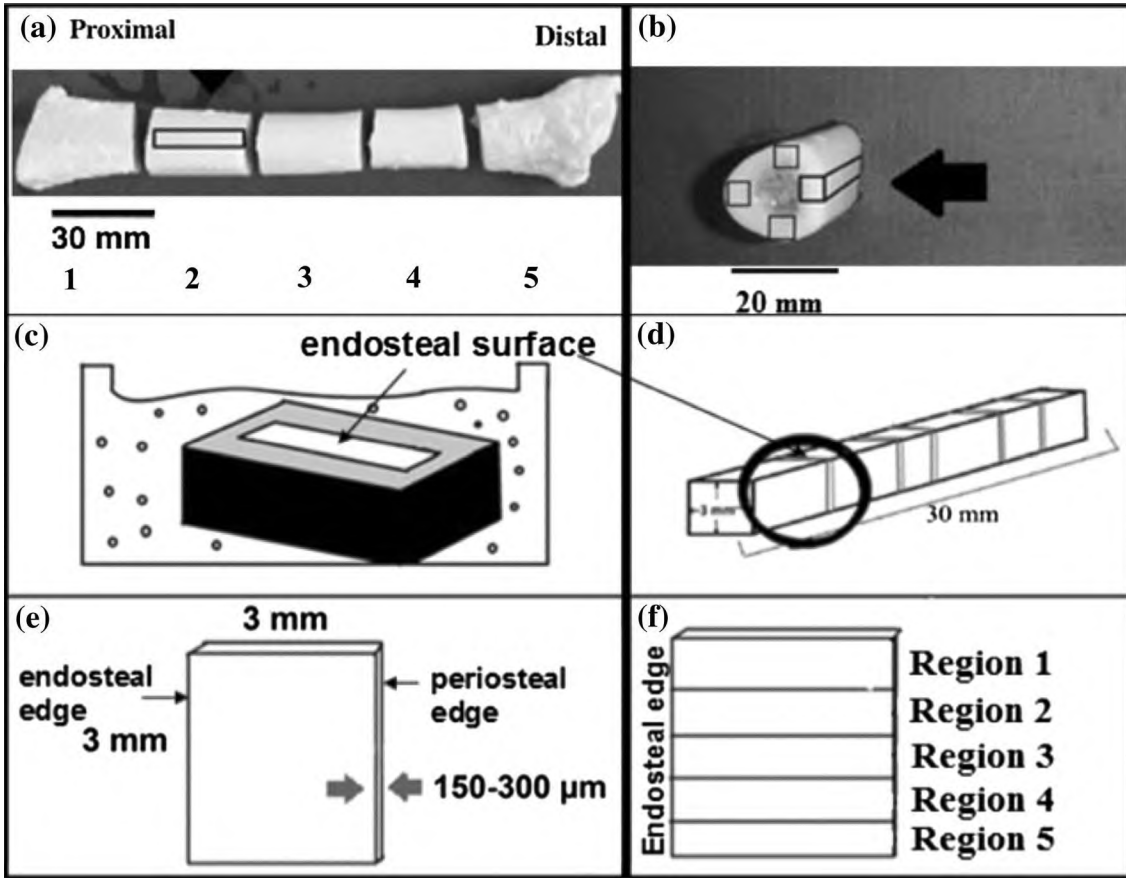 (a) Proximal
Distal
30 mm
1 2 3 4 5
(b)
20 mm
(c)
endosteal surface
(d)
3 mm
30 mm
(e)
3 mm
endosteal
edge
3 mm
periosteal
edge
150-300 µm
(f)
Endosteal edge
Region 1
Region 2
Region 3
Region 4
Region 5